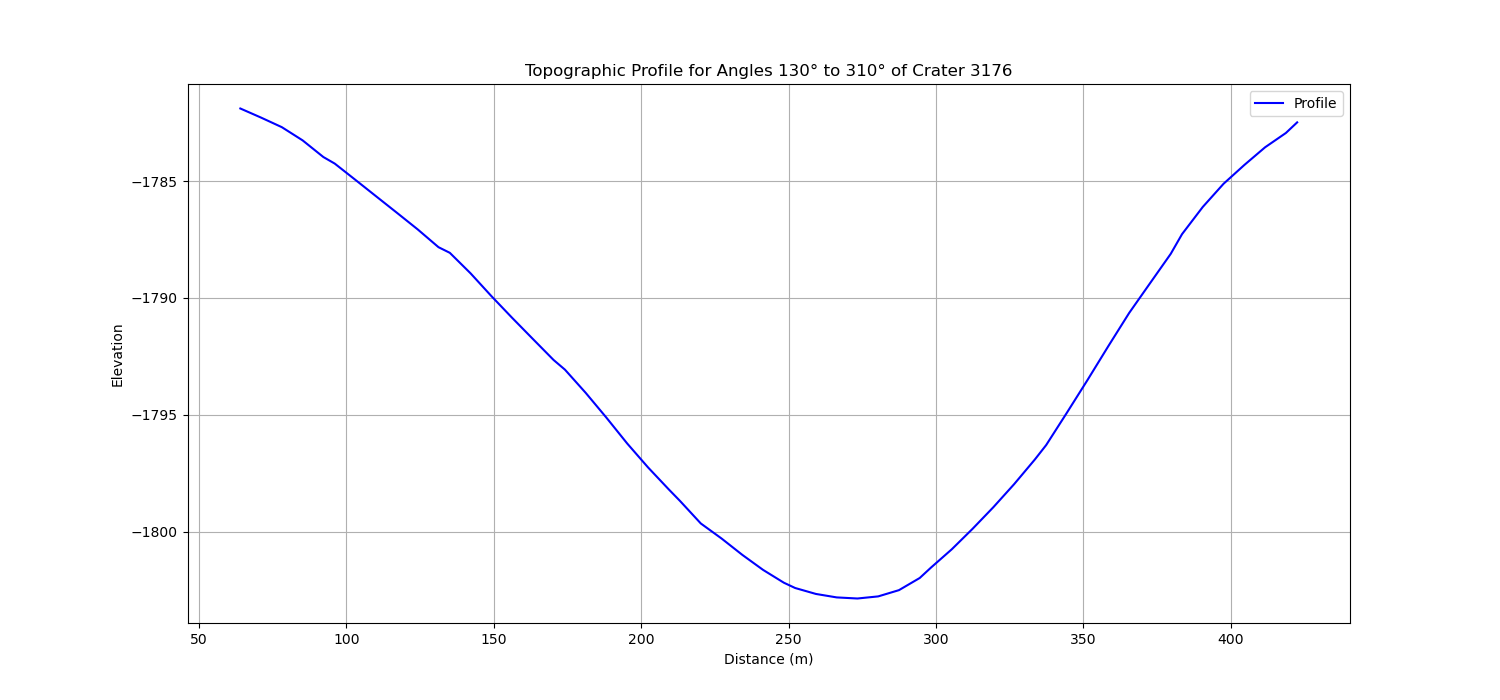 Topographic Profile for Angles 130° to 310° of Crater 3176
Profile
−1785
−1790
−1795
−1800
Elevation
50 100 150 200 250 300 350 400
Distance (m)